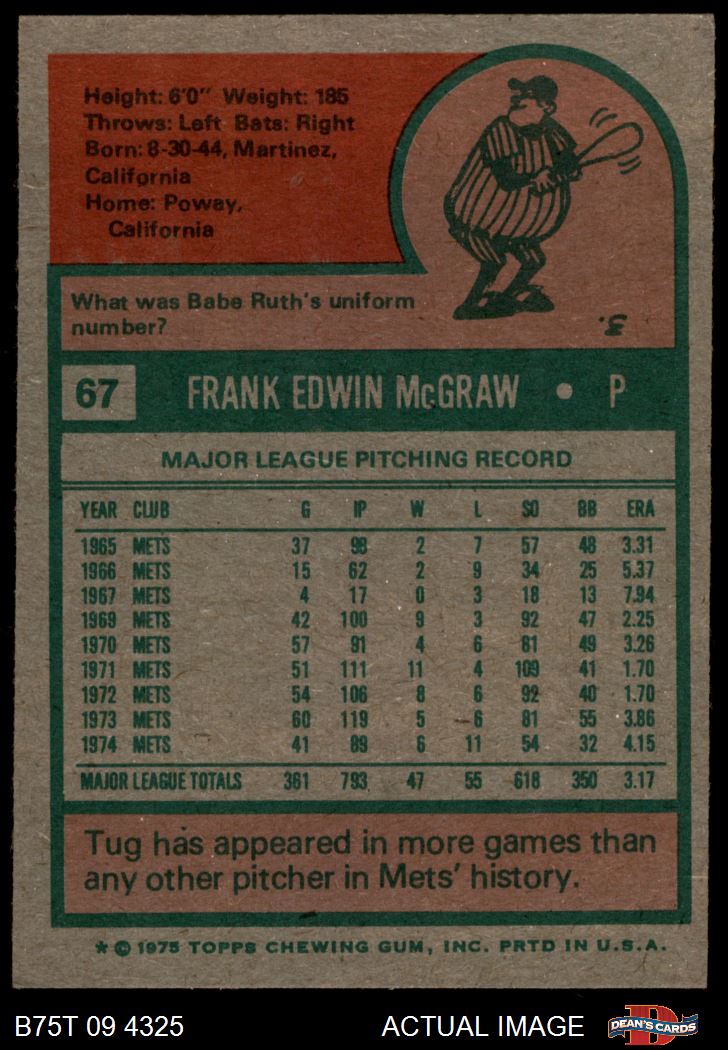 Height: 6'0" Weight: 185
Throws: Left Bats: Right
Born: 8-30-44, Martinez,
California
Home: Poway,
California
What was Babe Ruth's uniform
number?
3.
67 FRANK EDWIN McGRAW • P
MAJOR LEAGUE PITCHING RECORD
YEAR CLUB G IP W L SO BB ERA
1965 METS 37 98 2 7 57 48 3.31
1966 METS 15 62 2 9 34 25 5.37
1967 METS 4 17 0 3 18 13 7.94
1969 METS 42 100 9 3 92 47 2.25
1970 METS 57 91 4 6 81 49 3.26
1971 METS 51 111 11 4 109 41 1.70
1972 METS 54 106 8 6 92 40 1.70
1973 METS 60 119 5 6 81 55 3.86
1974 METS 41 89 6 11 54 32 4.15
MAJOR LEAGUE TOTALS 361 793 47 55 618 350 3.17
Tug has appeared in more games than
any other pitcher in Mets' history.
* © 1975 TOPPS CHEWING GUM, INC. PRTD IN U.S.A.
B75T 09 4325 ACTUAL IMAGE D DEAN'S CARDS